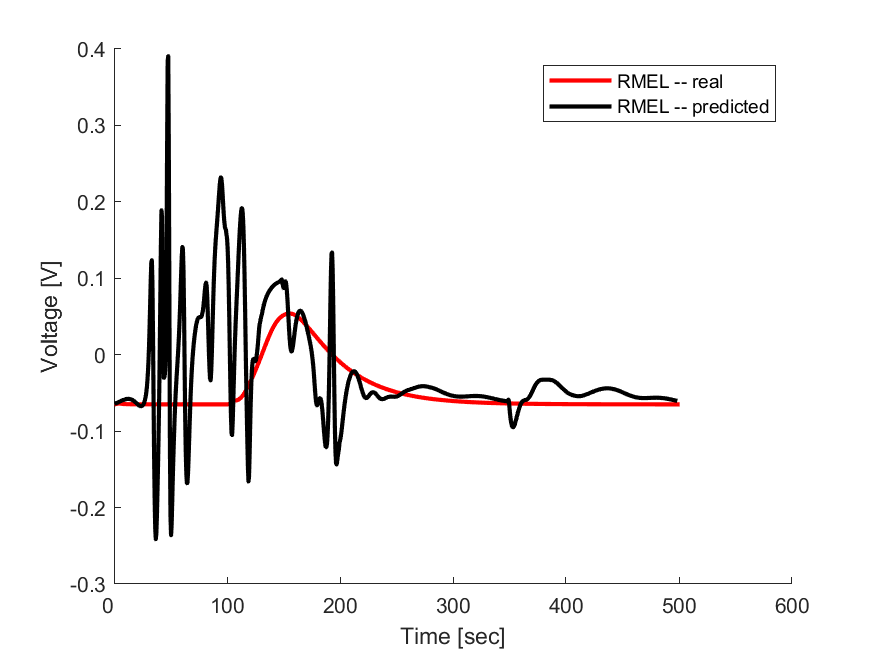 0.4
0.3
0.2
0.1
0
-0.1
-0.2
-0.3
Voltage [V]
RMEL -- real
RMEL -- predicted
0 100 200 300 400 500 600
Time [sec]